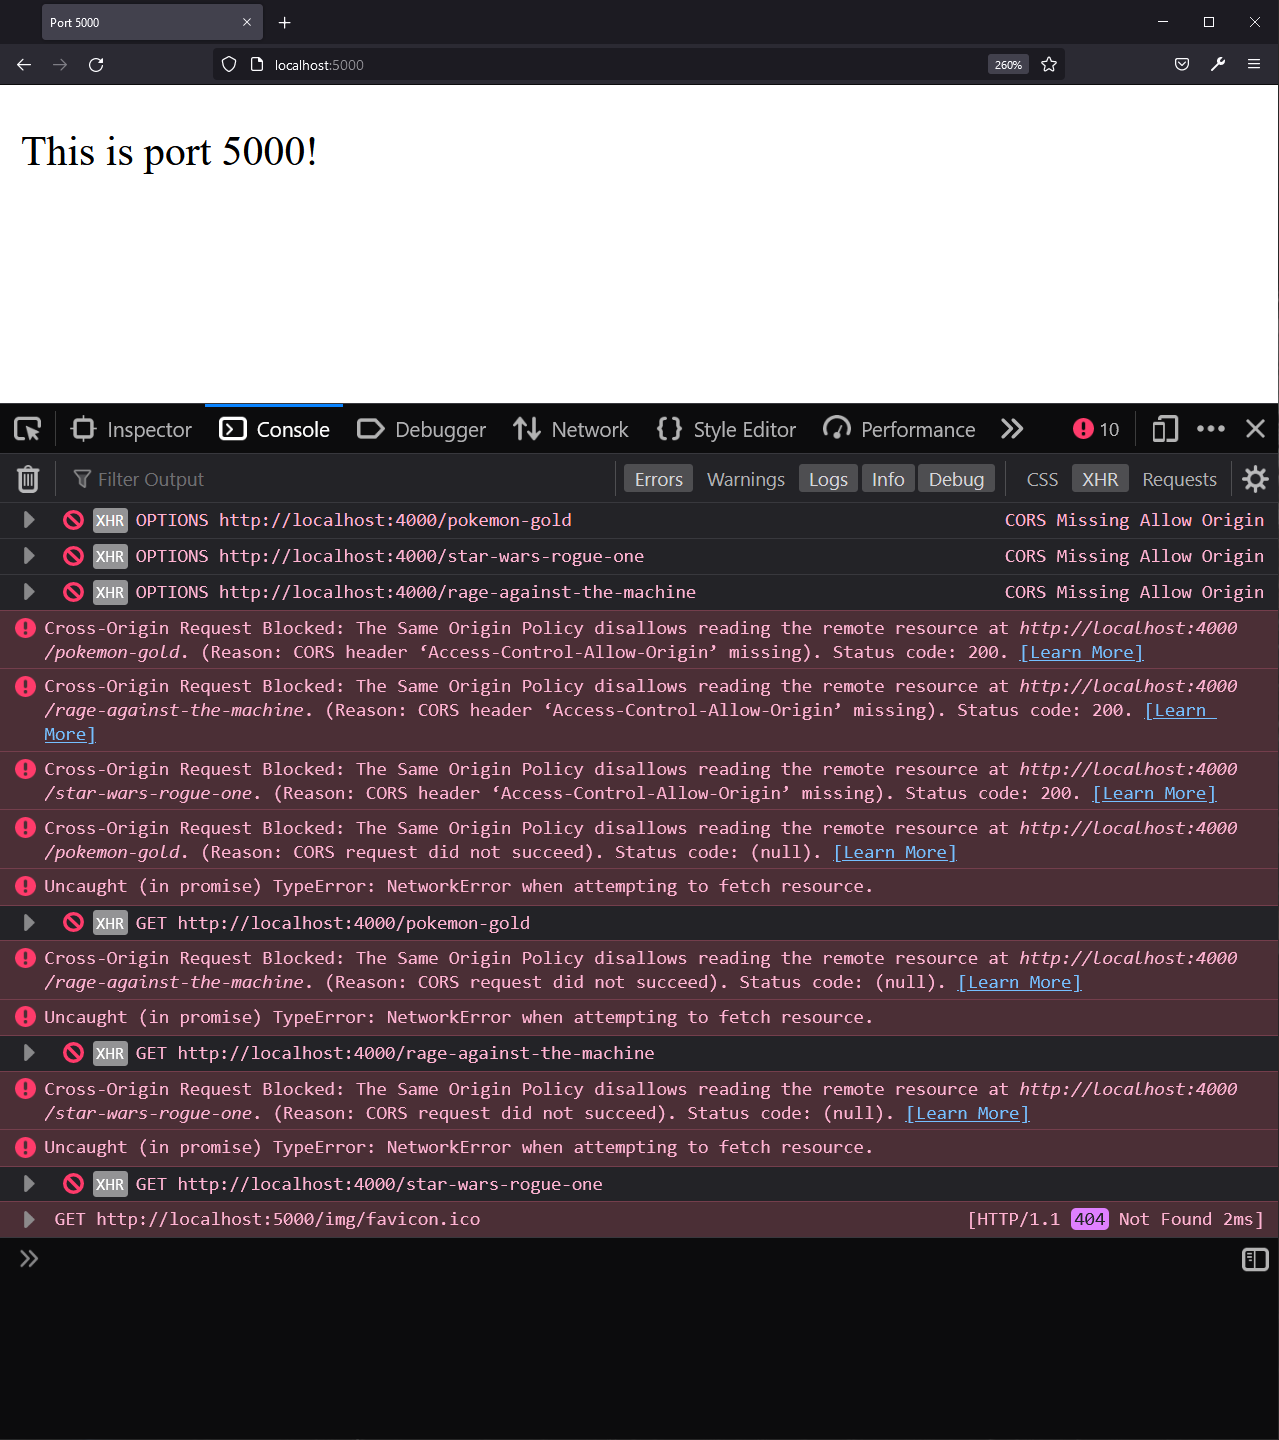 Port 5000
localhost:5000
260%
This is port 5000!
Inspector Console Debugger Network Style Editor Performance 10
Filter Output Errors Warnings Logs Info Debug CSS XHR Requests
XHR OPTIONS http://localhost:4000/pokemon-gold CORS Missing Allow Origin
XHR OPTIONS http://localhost:4000/star-wars-rogue-one CORS Missing Allow Origin
XHR OPTIONS http://localhost:4000/rage-against-the-machine CORS Missing Allow Origin
Cross-Origin Request Blocked: The Same Origin Policy disallows reading the remote resource at http://localhost:4000
/pokemon-gold. (Reason: CORS header ‘Access-Control-Allow-Origin’ missing). Status code: 200. [Learn More]
Cross-Origin Request Blocked: The Same Origin Policy disallows reading the remote resource at http://localhost:4000
/rage-against-the-machine. (Reason: CORS header ‘Access-Control-Allow-Origin’ missing). Status code: 200. [Learn
More]
Cross-Origin Request Blocked: The Same Origin Policy disallows reading the remote resource at http://localhost:4000
/star-wars-rogue-one. (Reason: CORS header ‘Access-Control-Allow-Origin’ missing). Status code: 200. [Learn More]
Cross-Origin Request Blocked: The Same Origin Policy disallows reading the remote resource at http://localhost:4000
/pokemon-gold. (Reason: CORS request did not succeed). Status code: (null). [Learn More]
Uncaught (in promise) TypeError: NetworkError when attempting to fetch resource.
XHR GET http://localhost:4000/pokemon-gold
Cross-Origin Request Blocked: The Same Origin Policy disallows reading the remote resource at http://localhost:4000
/rage-against-the-machine. (Reason: CORS request did not succeed). Status code: (null). [Learn More]
Uncaught (in promise) TypeError: NetworkError when attempting to fetch resource.
XHR GET http://localhost:4000/rage-against-the-machine
Cross-Origin Request Blocked: The Same Origin Policy disallows reading the remote resource at http://localhost:4000
/star-wars-rogue-one. (Reason: CORS request did not succeed). Status code: (null). [Learn More]
Uncaught (in promise) TypeError: NetworkError when attempting to fetch resource.
XHR GET http://localhost:4000/star-wars-rogue-one
GET http://localhost:5000/img/favicon.ico [HTTP/1.1 404 Not Found 2ms]